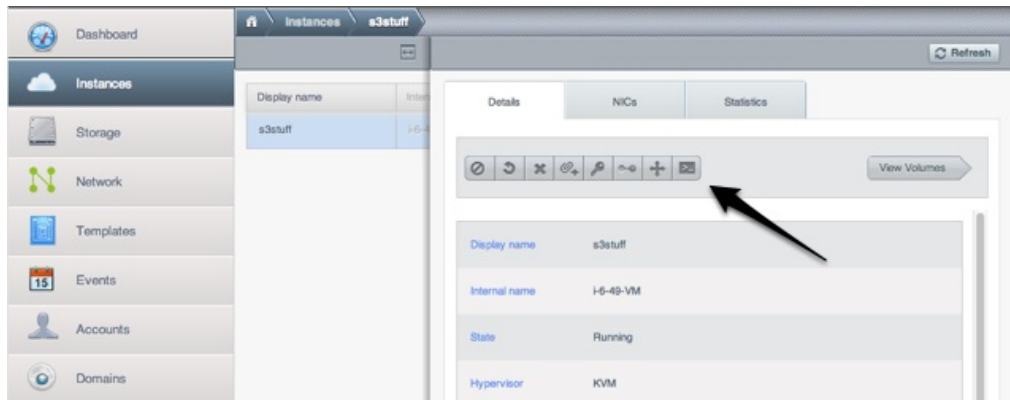 Dashboard
Instances
Storage
Network
Templates
15
Events
Accounts
Domains
Instances
s3stuff
Refresh
Display name
s3stuff
Details
NICs
Statistics
View Volumes
Display name
s3stuff
Internal name
i-6-49-VM
State
Running
Hypervisor
KVM